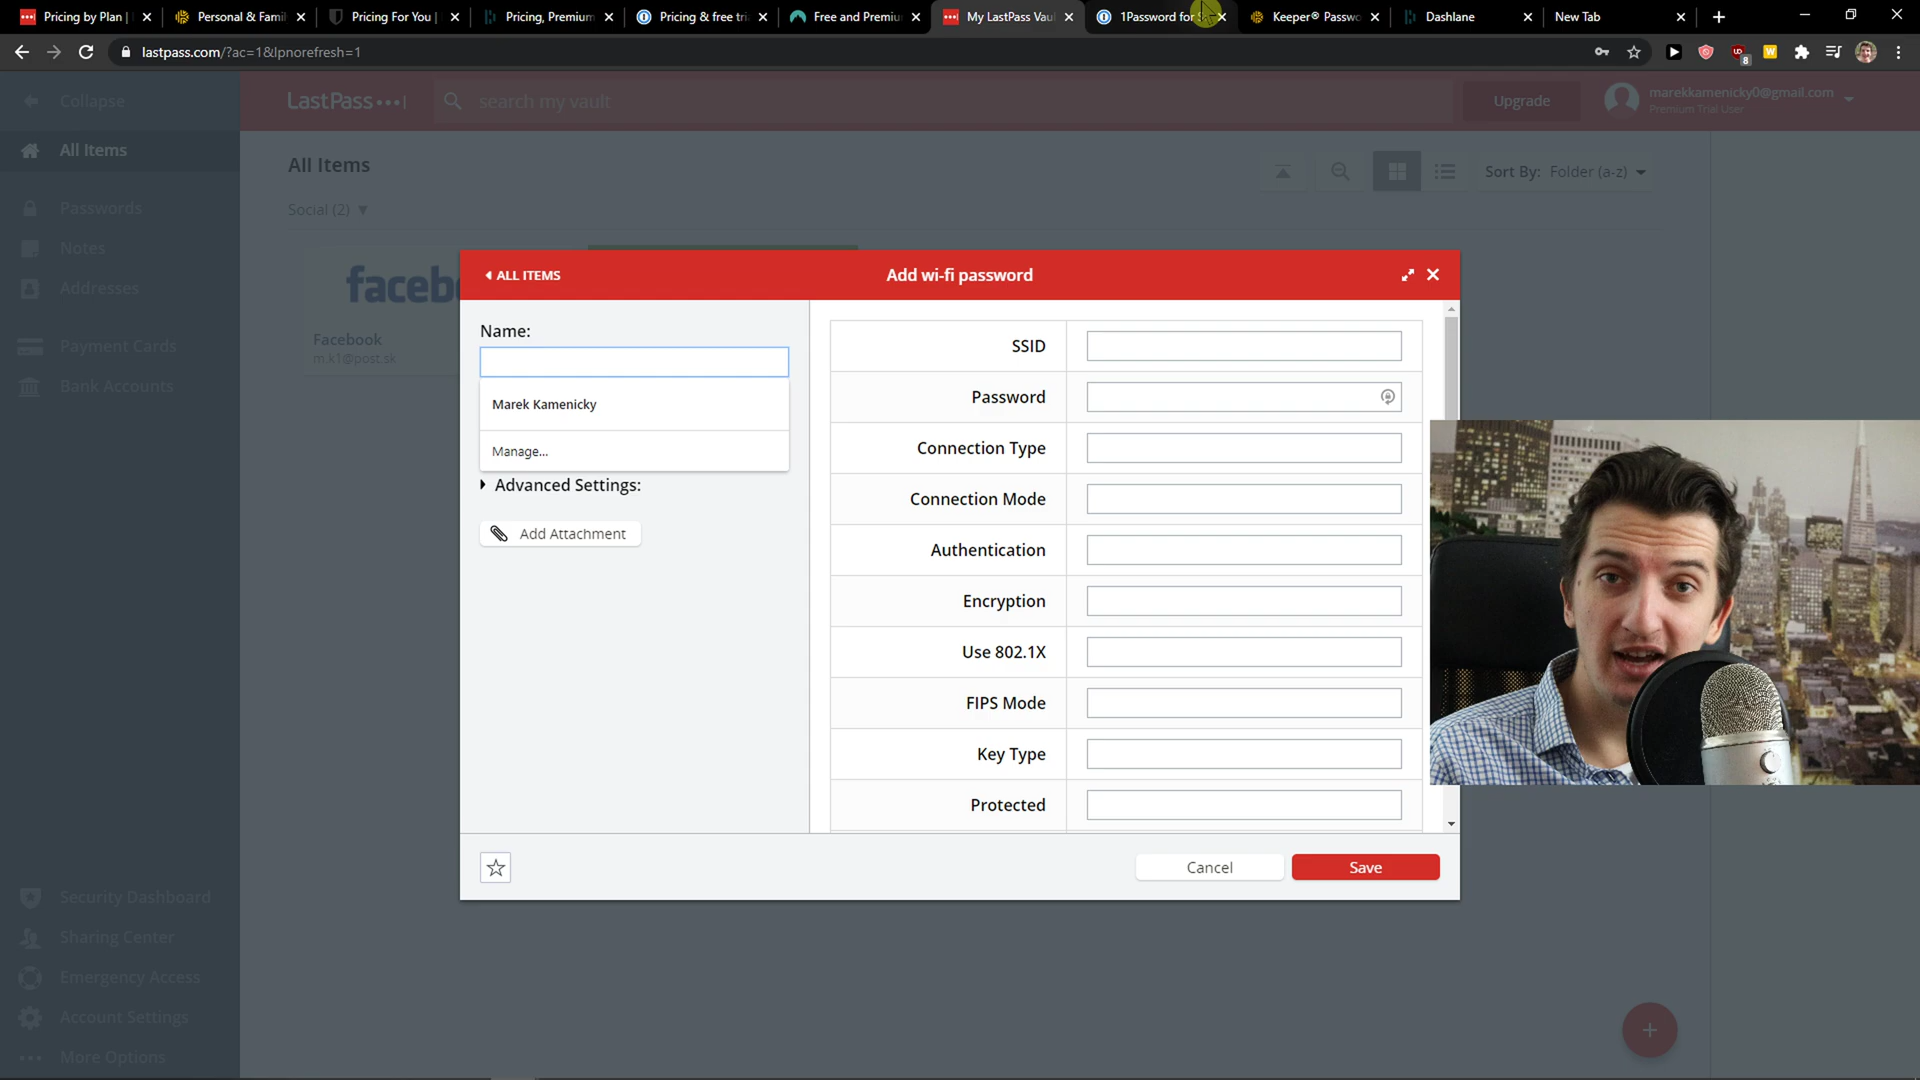 Pricing by Plan |
Personal & Famil
Pricing For You |
Pricing, Premium
Pricing & free tri
Free and Premiu
My LastPass Vaul
1Password for
Keeper® Passwo
Dashlane
New Tab
lastpass.com/?ac=1&lpnorefresh=1
8
Collapse
LastPass
search my vault
Upgrade
marekkamenicky0@gmail.com
Premium Trial User
All Items
Passwords
Notes
Addresses
Payment Cards
Bank Accounts
Security Dashboard
Sharing Center
Emergency Access
Account Settings
More Options
All Items
Sort By: Folder (a-z)
Social (2)
facebo
Facebook
m.k1@post.sk
ALL ITEMS
Add wi-fi password
Name:
Marek Kamenicky
Manage...
Advanced Settings:
Add Attachment
SSID
Password
Connection Type
Connection Mode
Authentication
Encryption
Use 802.1X
FIPS Mode
Key Type
Protected
Cancel
Save